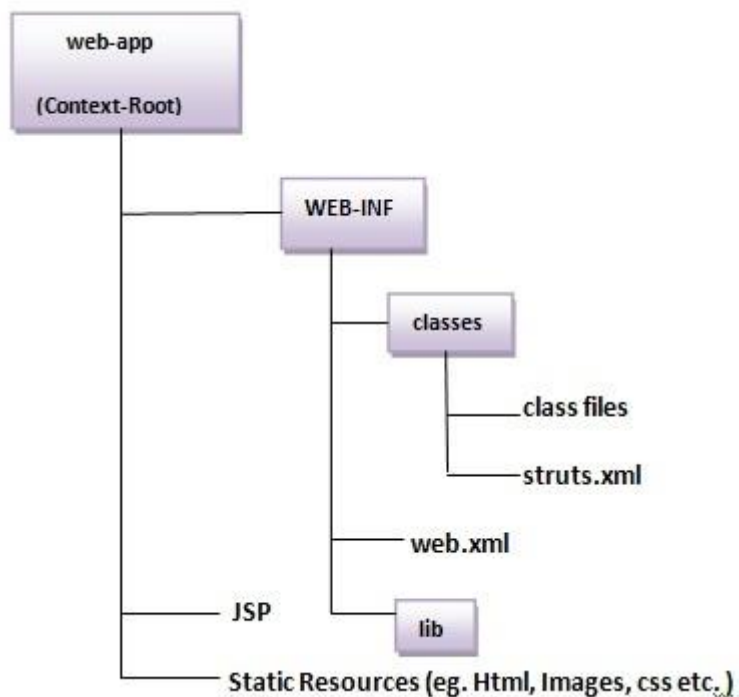 web-app
(Context-Root)
WEB-INF
classes
class files
struts.xml
web.xml
JSP
lib
Static Resources (eg. Html, Images, css etc. )